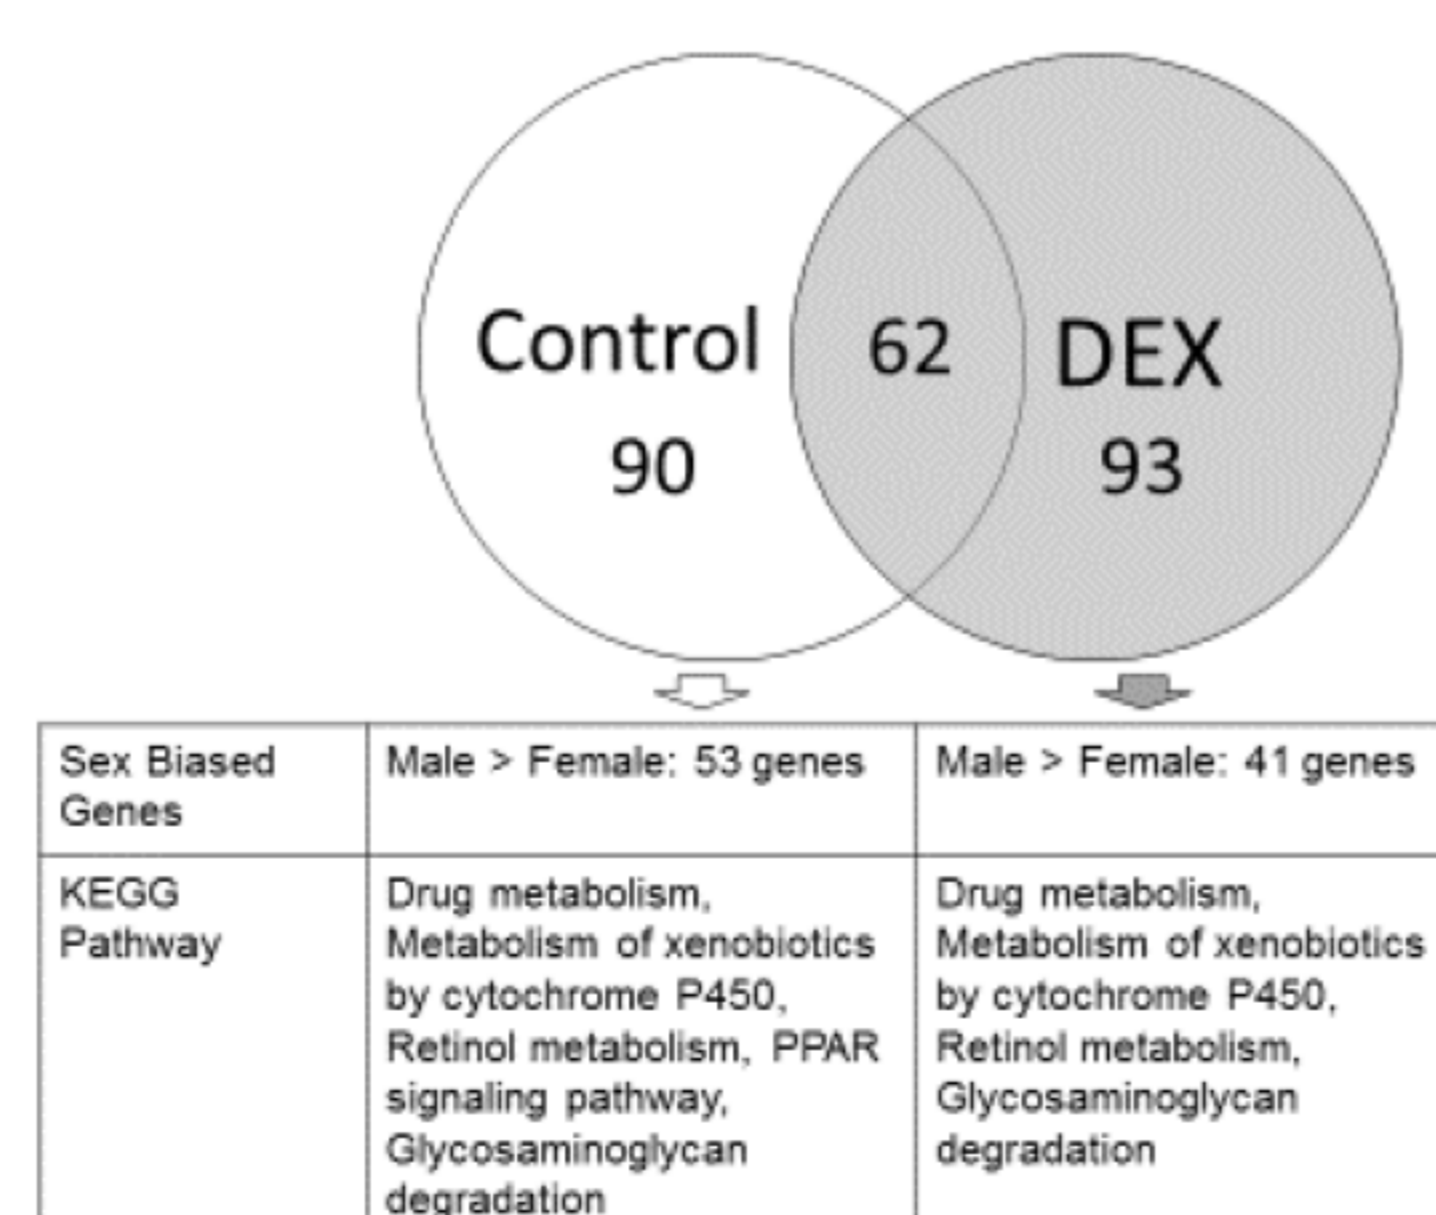 Control
62
DEX
90
93
Sex Biased
Genes
Male > Female: 53 genes
Male > Female: 41 genes
KEGG
Pathway
Drug metabolism,
Metabolism of xenobiotics
by cytochrome P450,
Retinol metabolism, PPAR
signaling pathway,
Glycosaminoglycan
degradation
Drug metabolism,
Metabolism of xenobiotics
by cytochrome P450,
Retinol metabolism,
Glycosaminoglycan
degradation